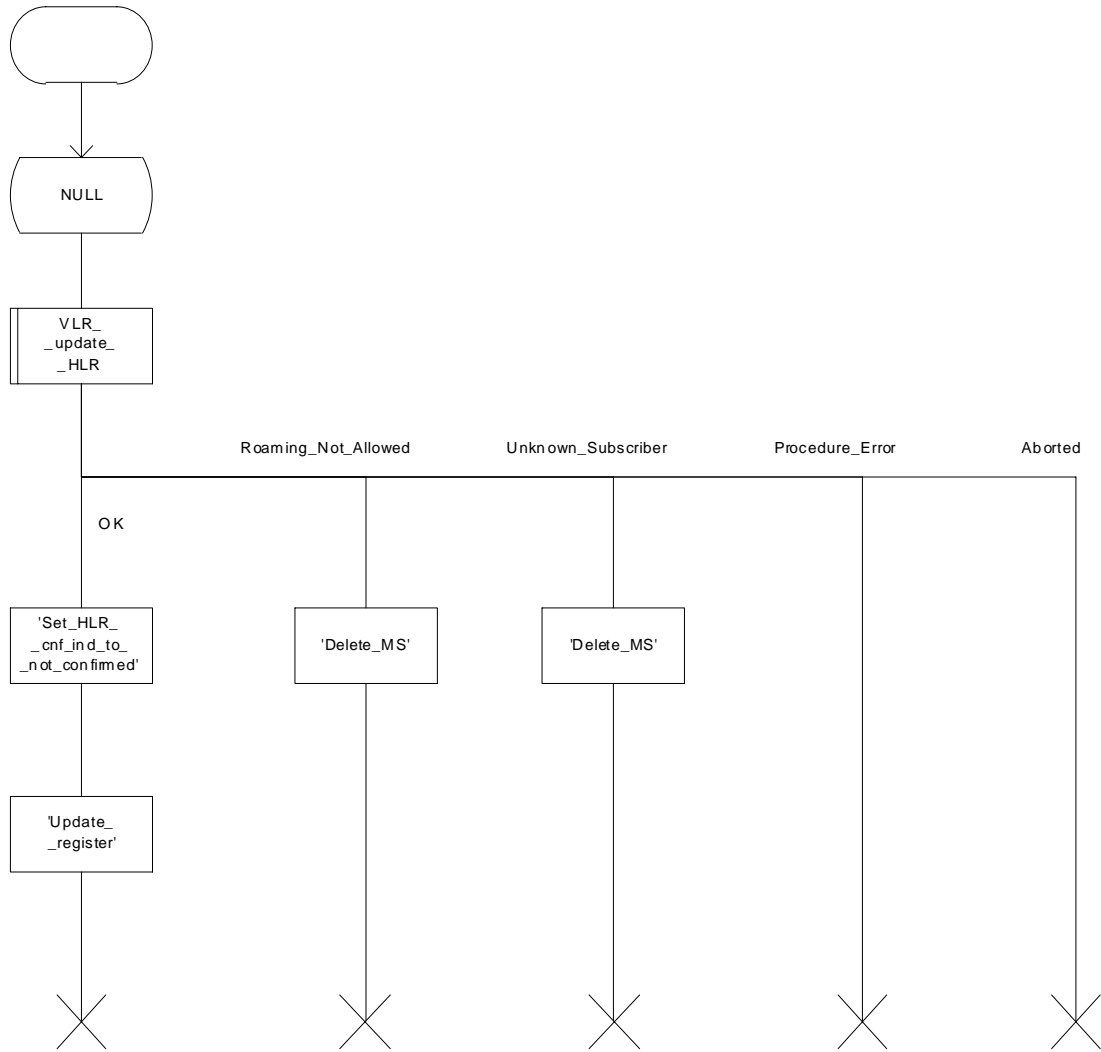 NULL
VLR_
_update_
_HLR
Roaming_Not_Allowed
Unknown_Subscriber
Procedure_Error
Aborted
OK
'Set_HLR_
_cnf_ind_to_
_not_confirmed'
'Delete_MS'
'Delete_MS'
'Update_
_register'